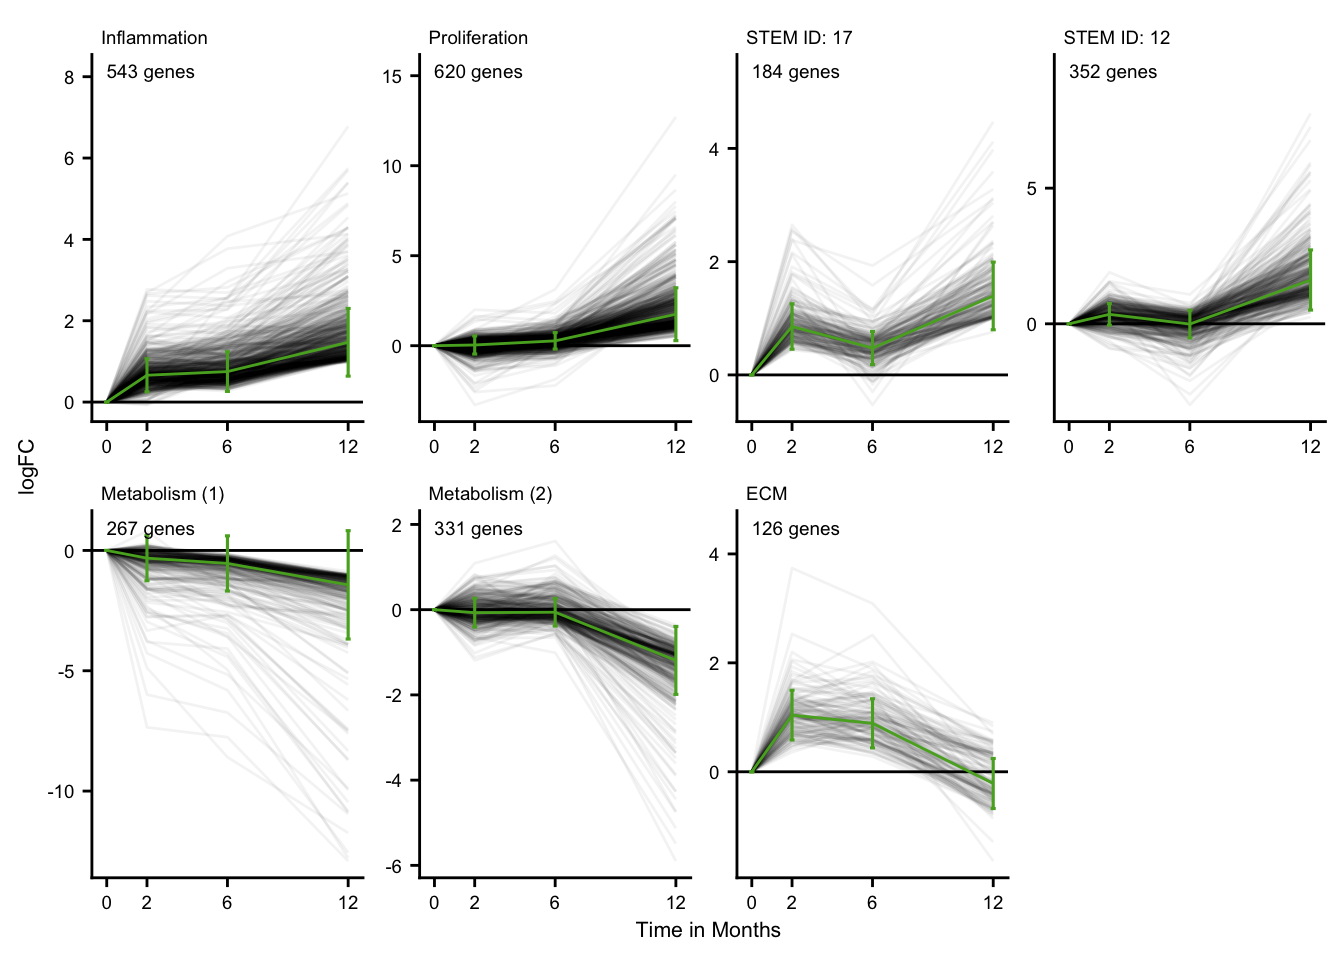 Inflammation
543 genes
8
6
4
2
0
0 2 6 12
Proliferation
620 genes
15
10
5
0
0 2 6 12
STEM ID: 17
184 genes
4
2
0
0 2 6 12
STEM ID: 12
352 genes
5
0
0 2 6 12
logFC
Metabolism (1)
267 genes
0
-5
-10
0 2 6 12
Metabolism (2)
331 genes
2
0
-2
-4
-6
0 2 6 12
ECM
126 genes
4
2
0
0 2 6 12
Time in Months